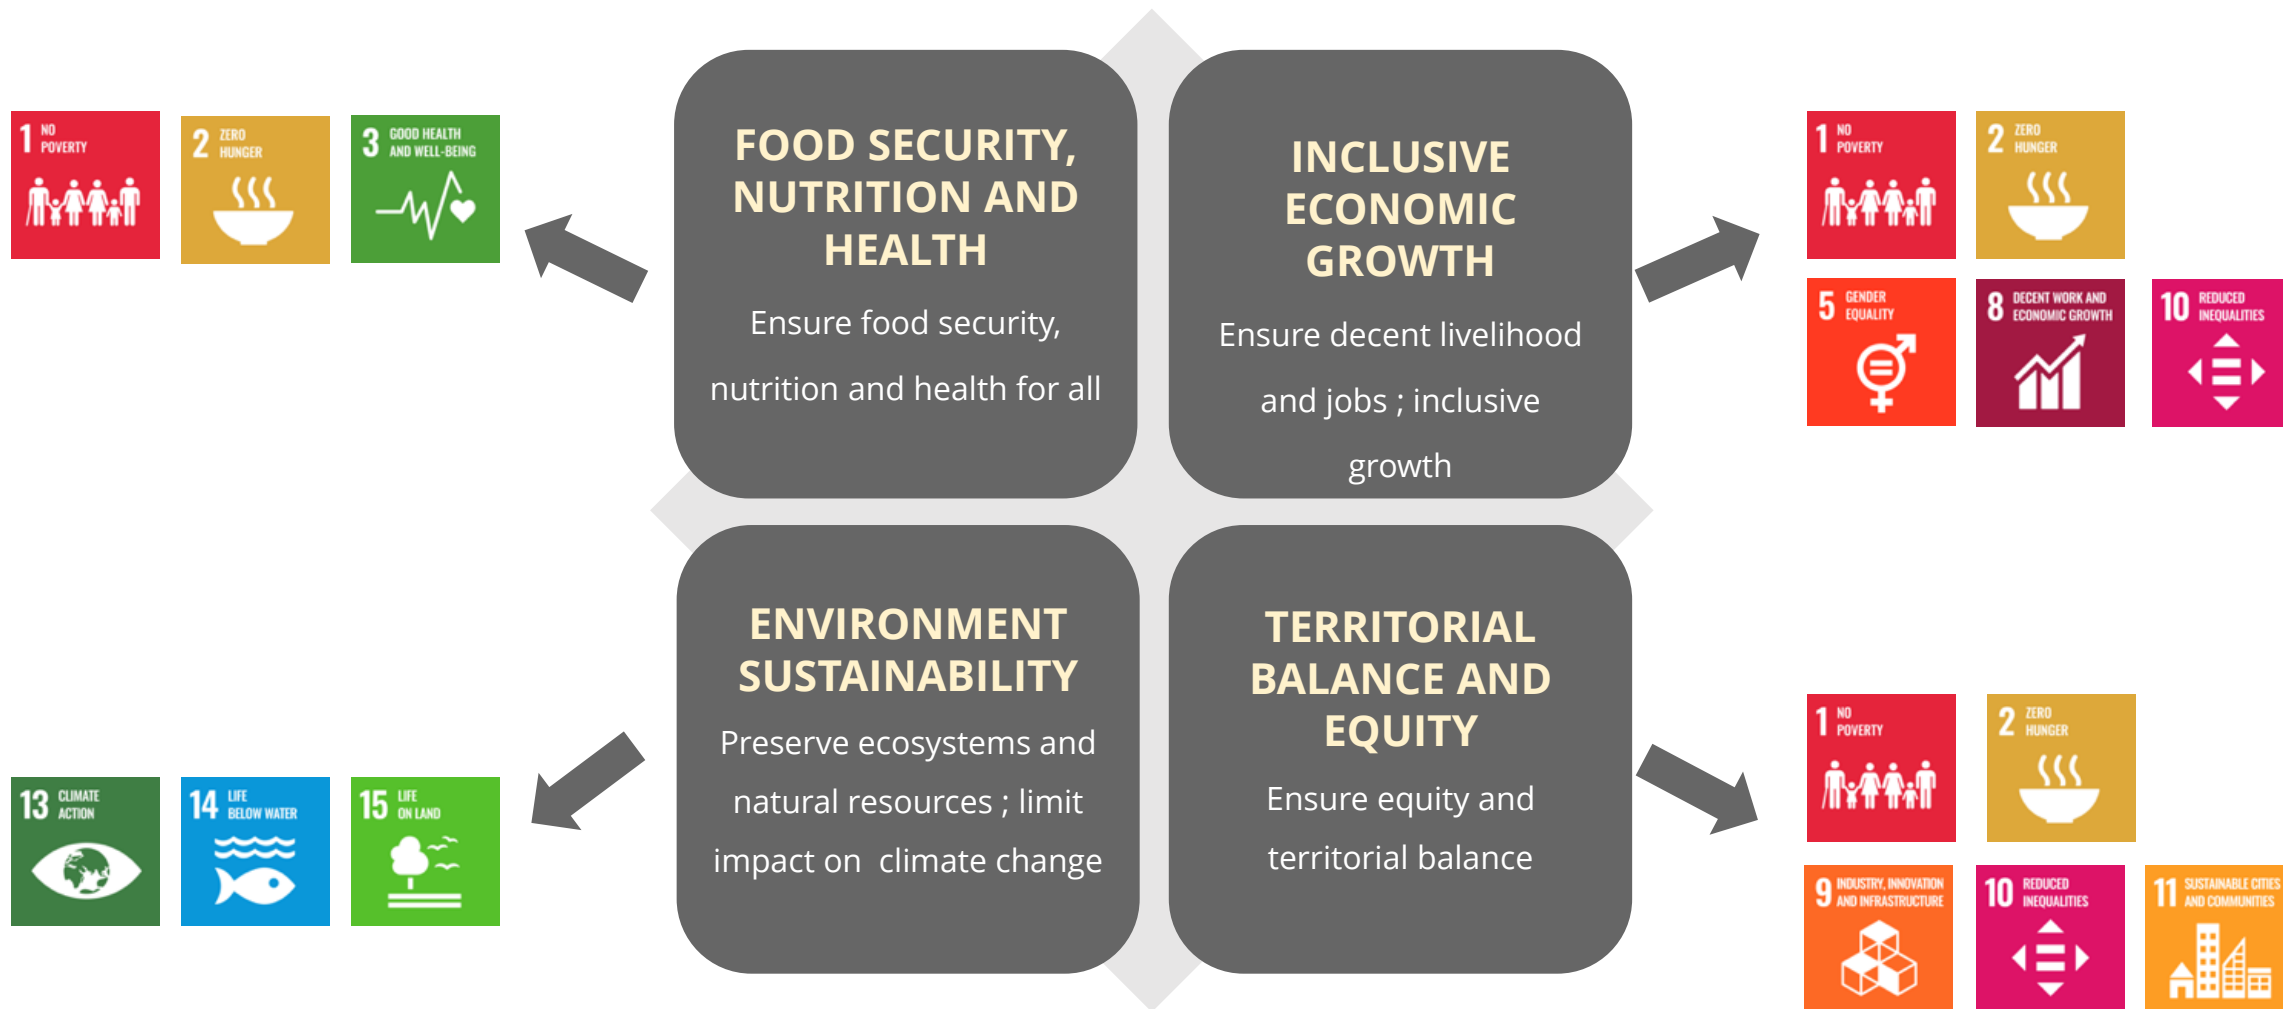 1 NO
POVERTY
2 ZERO
HUNGER
3 GOOD HEALTH
AND WELL-BEING
FOOD SECURITY,
NUTRITION AND
HEALTH
Ensure food security,
nutrition and health for all
INCLUSIVE
ECONOMIC
GROWTH
Ensure decent livelihood
and jobs ; inclusive
growth
1 NO
POVERTY
2 ZERO
HUNGER
5 GENDER
EQUALITY
8 DECENT WORK AND
ECONOMIC GROWTH
10 REDUCED
INEQUALITIES
13 CLIMATE
ACTION
14 LIFE
BELOW WATER
15 LIFE
ON LAND
ENVIRONMENT
SUSTAINABILITY
Preserve ecosystems and
natural resources ; limit
impact on  climate change
TERRITORIAL
BALANCE AND
EQUITY
Ensure equity and
territorial balance
1 NO
POVERTY
2 ZERO
HUNGER
9 INDUSTRY, INNOVATION
AND INFRASTRUCTURE
10 REDUCED
INEQUALITIES
11 SUSTAINABLE CITIES
AND COMMUNITIES